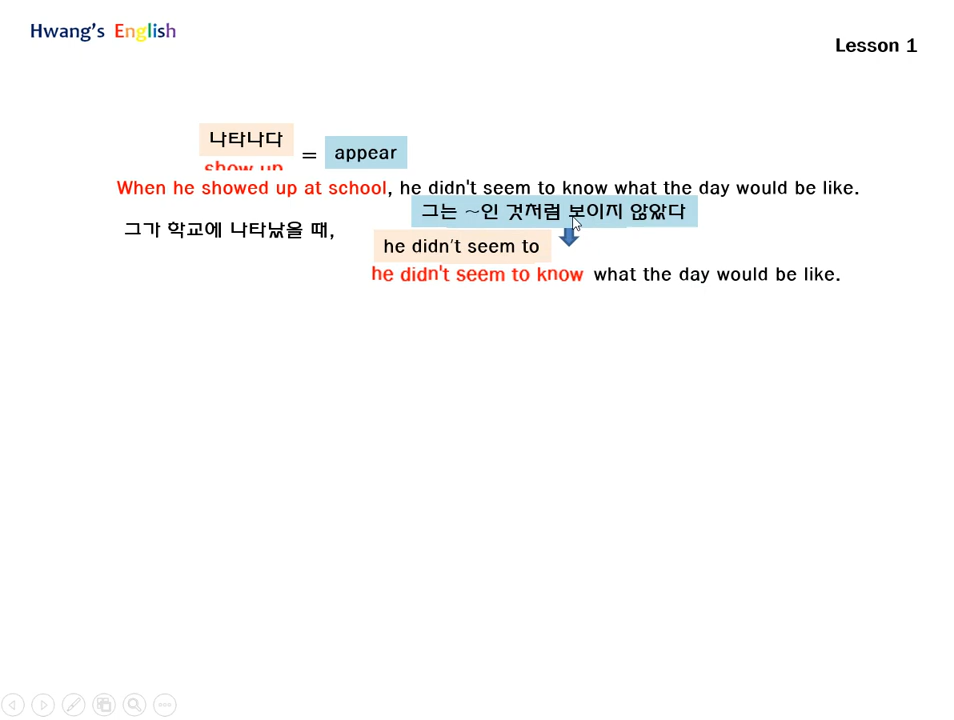 Hwang's English
Lesson 1
나타나다
show up
= appear
When he showed up at school, he didn't seem to know what the day would be like.
그는 ~인 것처럼 보이지 않았다
그가 학교에 나타났을 때,
he didn't seem to
he didn't seem to know what the day would be like.